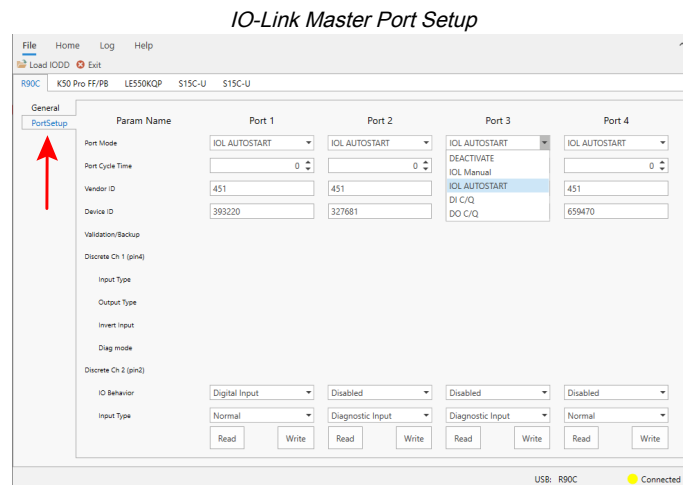 IO-Link Master Port Setup
File Home Log Help
Load IODD Exit
R90C K50 Pro FF/PB LE550KQP S15C-U S15C-U
General
PortSetup
Param Name Port 1 Port 2 Port 3 Port 4
Port Mode IOL AUTOSTART IOL AUTOSTART IOL AUTOSTART IOL AUTOSTART
DEACTIVATE
Port Cycle Time 0 0 0
IOL Manual
IOL AUTOSTART
Vendor ID 451 451 451
DI C/Q
Device ID 393220 327681 659470
DO C/Q
Validation/Backup
Discrete Ch 1 (pin4)
Input Type
Output Type
Invert Input
Diag mode
Discrete Ch 2 (pin2)
IO Behavior Digital Input Disabled Disabled Disabled
Input Type Normal Diagnostic Input Diagnostic Input Normal
Read Write Read Write Read Write Read Write
USB: R90C Connected